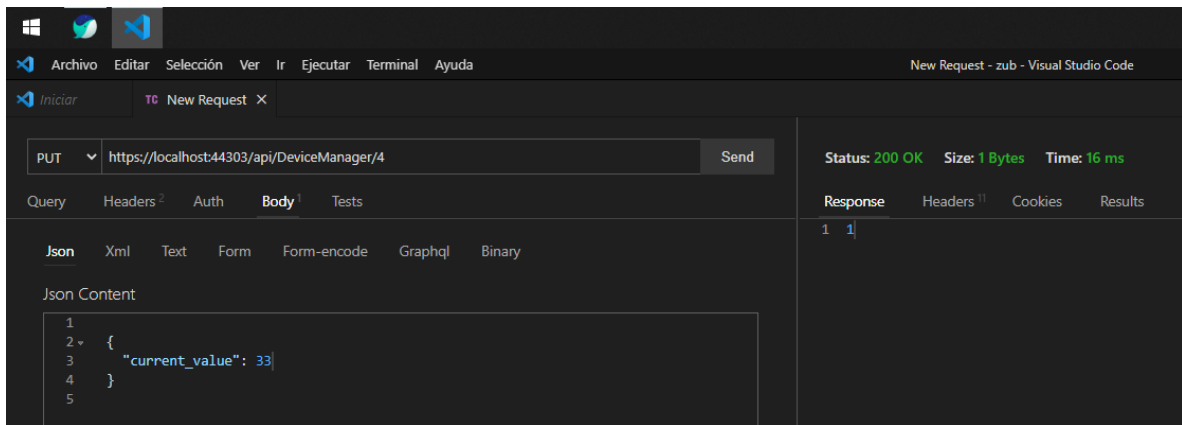 Archivo Editar Selección Ver Ir Ejecutar Terminal Ayuda New Request - zub - Visual Studio Code
Iniciar TC New Request ×
PUT https://localhost:44303/api/DeviceManager/4 Send Status: 200 OK Size: 1 Bytes Time: 16 ms
Query Headers 2 Auth Body 1 Tests Response Headers 11 Cookies Results
1 1
Json Xml Text Form Form-encode Graphql Binary
Json Content
1
2 {
3 "current_value": 33
4 }
5